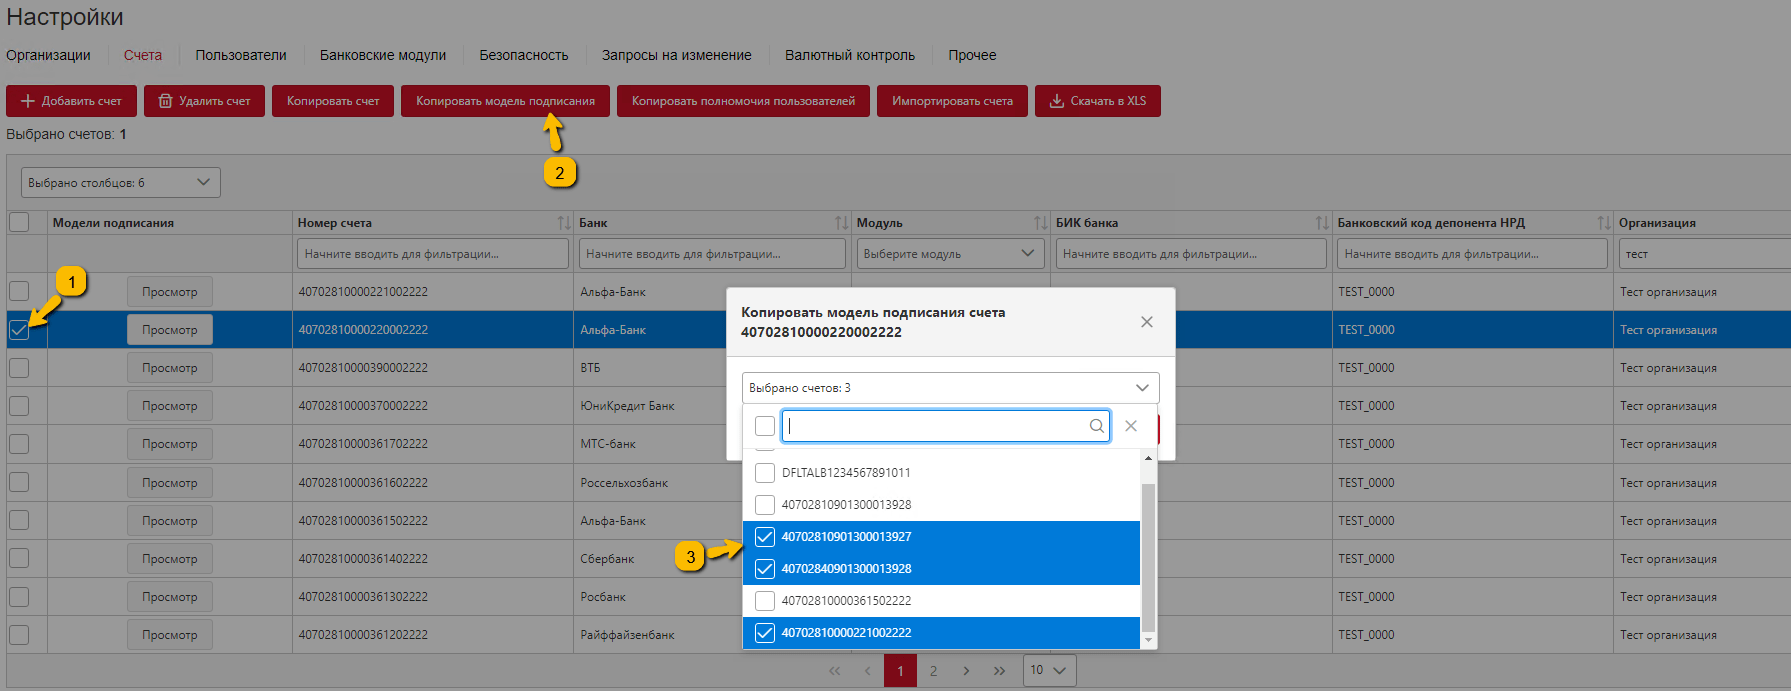 Настройки
Организации Счета Пользователи Банковские модули Безопасность Запросы на изменение Валютный контроль Прочее
Добавить счет Удалить счет Копировать счет Копировать модель подписания Копировать полномочия пользователей Импортировать счета Скачать в XLS
Выбрано счетов: 1
2
Выбрано столбцов: 6
Модели подписания Номер счета Банк Модуль БИК банка Банковский код депонента НРД Организация
Начните вводить для фильтрации... Начните вводить для фильтрации... Выберите модуль Начните вводить для фильтрации... Начните вводить для фильтрации... тест
1
Просмотр 40702810000221002222 Альфа-Банк TEST_0000 Тест организация
Просмотр 40702810000220002222 Альфа-Банк TEST_0000 Тест организация
Просмотр 40702810000390002222 ВТБ TEST_0000 Тест организация
Просмотр 40702810000370002222 ЮниКредит Банк TEST_0000 Тест организация
Просмотр 40702810000361702222 МТС-банк TEST_0000 Тест организация
Просмотр 40702810000361602222 Россельхозбанк TEST_0000 Тест организация
Просмотр 40702810000361502222 Альфа-Банк TEST_0000 Тест организация
Просмотр 40702810000361402222 Сбербанк TEST_0000 Тест организация
Просмотр 40702810000361302222 Росбанк TEST_0000 Тест организация
Просмотр 40702810000361202222 Райффайзенбанк TEST_0000 Тест организация
Копировать модель подписания счета
40702810000220002222
Выбрано счетов: 3
DFLTALB1234567891011
40702810901300013928
3
40702810901300013927
40702840901300013928
40702810000361502222
40702810000221002222
1 2 10